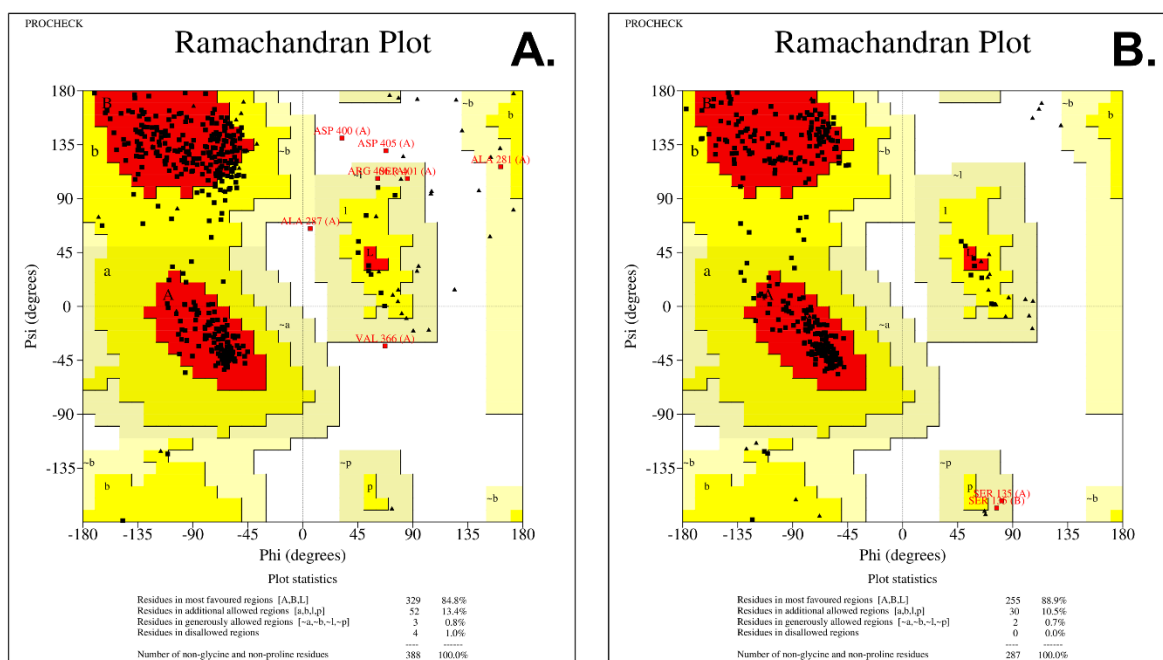 PROCHECK
Ramachandran Plot
A.
B
b
~b
b
~b
ASP 400 (A)
ASP 405 (A)
ALA 281 (A)
~l
ALA 287 (A)
l
L
a
A
~a
VAL 366 (A)
~b
b
~p
p
~b
180
135
90
45
0
-45
-90
-135
-180
-135
-90
-45
0
45
90
135
180
Psi (degrees)
Phi (degrees)
Plot statistics
Residues in most favoured regions [A,B,L] 329 84.8%
Residues in additional allowed regions [a,b,l,p] 52 13.4%
Residues in generously allowed regions [~a,~b,~l,~p] 3 0.8%
Residues in disallowed regions 4 1.0%
---- ------
Number of non-glycine and non-proline residues 388 100.0%
PROCHECK
Ramachandran Plot
B.
B
b
~b
b
~b
~l
l
L
a
A
~a
~b
b
~p
p
~b
SER 135 (A)
180
135
90
45
0
-45
-90
-135
-180
-135
-90
-45
0
45
90
135
180
Psi (degrees)
Phi (degrees)
Plot statistics
Residues in most favoured regions [A,B,L] 255 88.9%
Residues in additional allowed regions [a,b,l,p] 30 10.5%
Residues in generously allowed regions [~a,~b,~l,~p] 2 0.7%
Residues in disallowed regions 0 0.0%
---- ------
Number of non-glycine and non-proline residues 287 100.0%